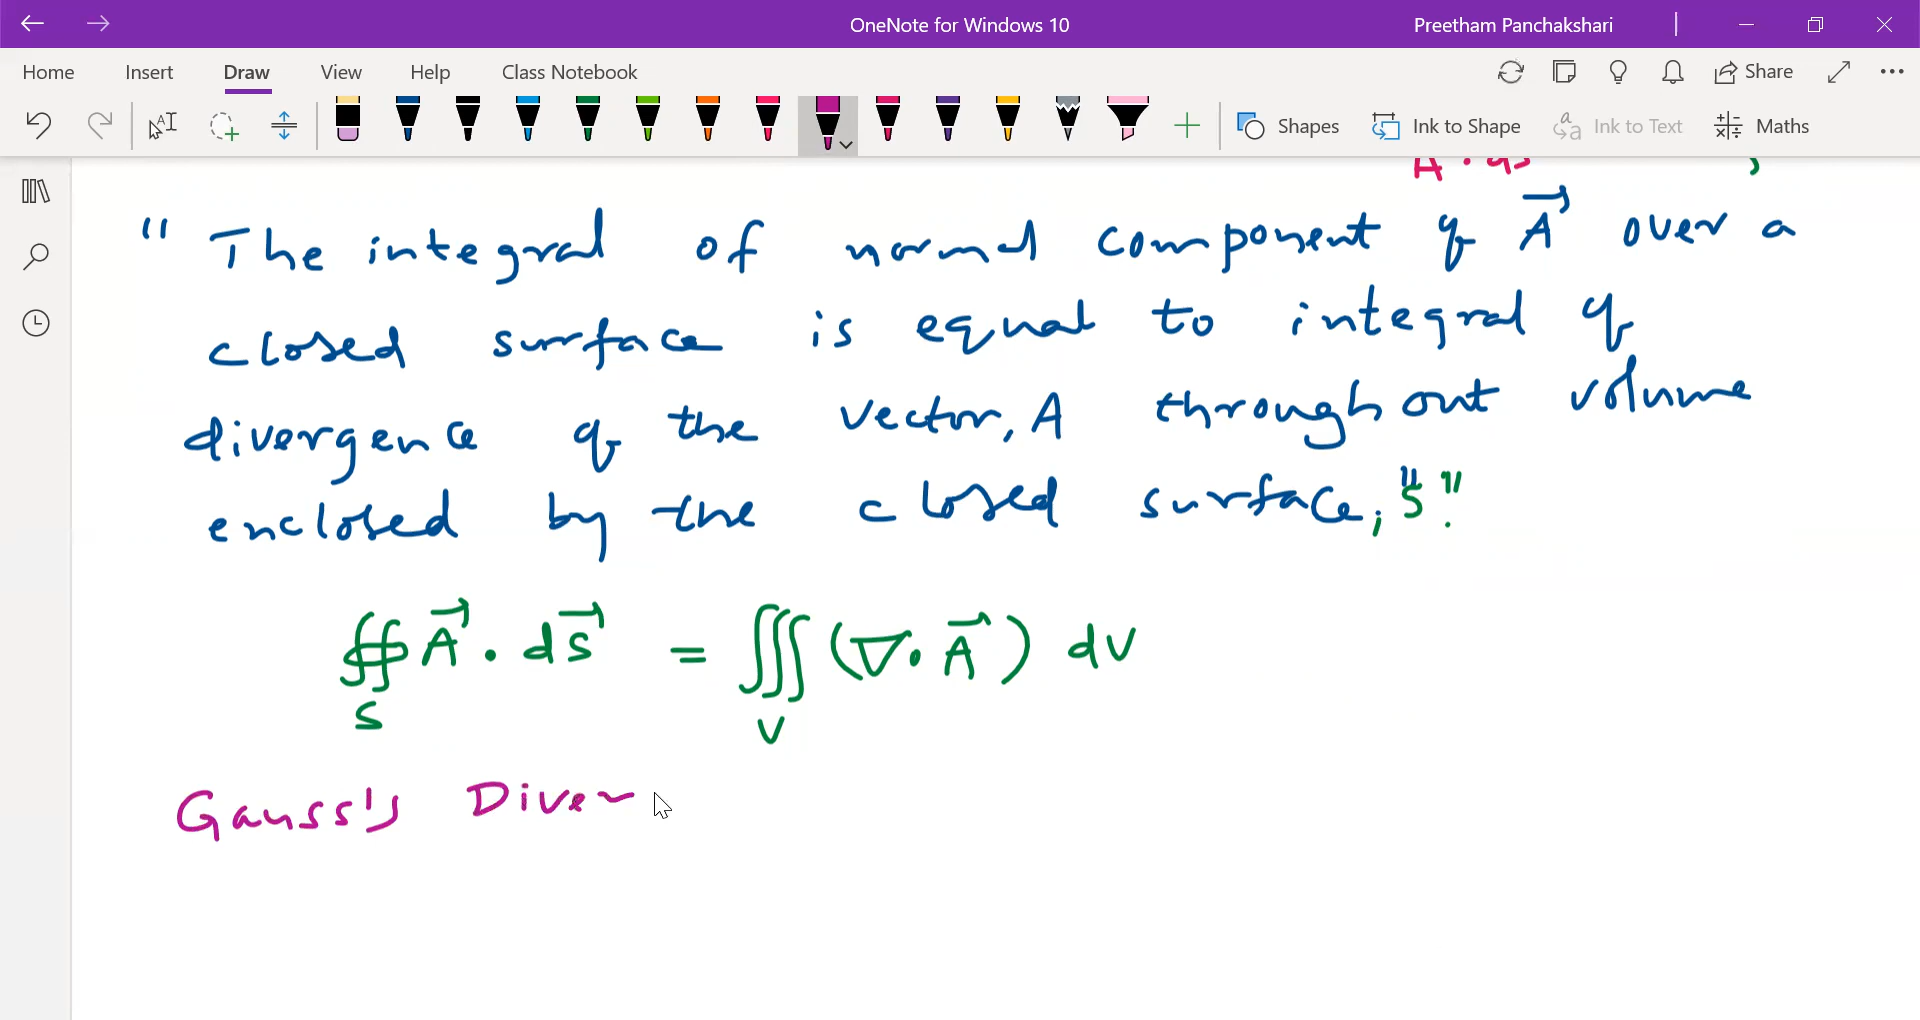 OneNote for Windows 10 Preetham Panchakshari
Home Insert Draw View Help Class Notebook Share
Shapes Ink to Shape Ink to Text Maths
A · ds
" The integral of normal component of A⃗ over a
closed surface is equal to integral of
divergence of the vector, A throughout volume
enclosed by the closed surface, "S".
∯ A⃗ · ds⃗ = ∭ (∇ · A⃗) dv
S V
Gauss's Diver